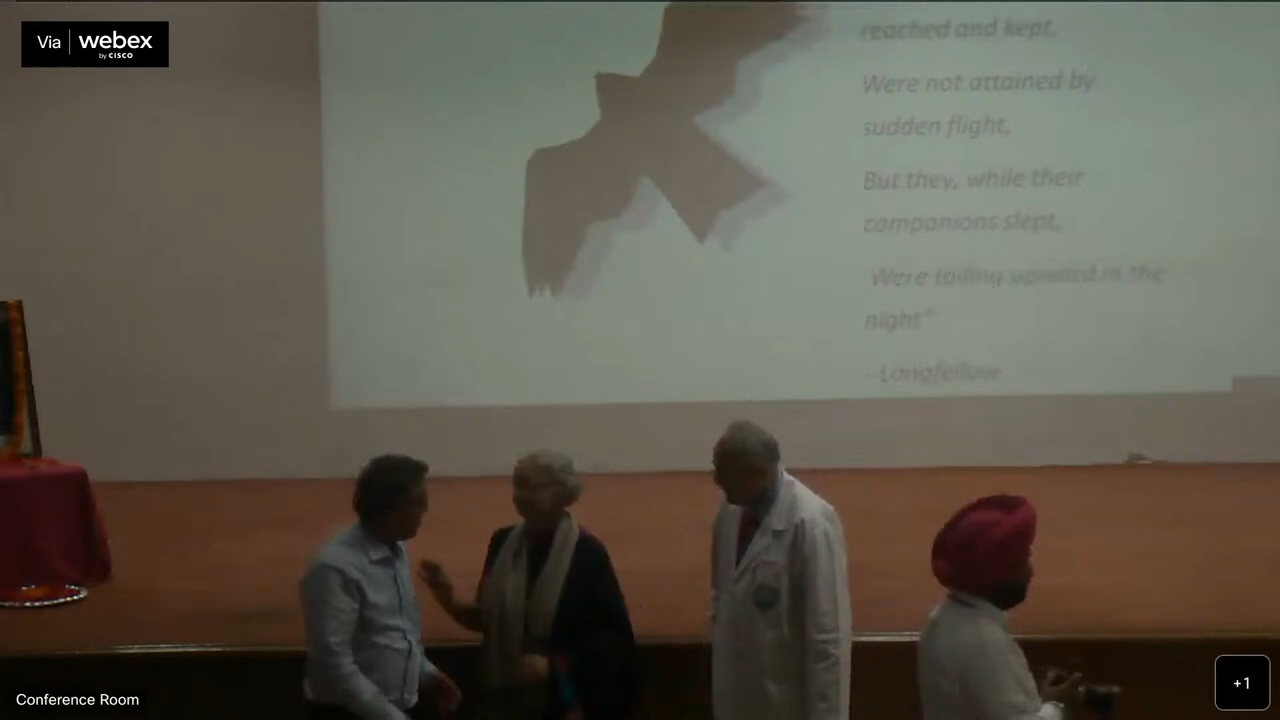 Via webex
by CISCO
reached and kept,
Were not attained by
sudden flight,
But they, while their
companions slept,
Were toiling upward in the
night"
- Longfellow
Conference Room
+1